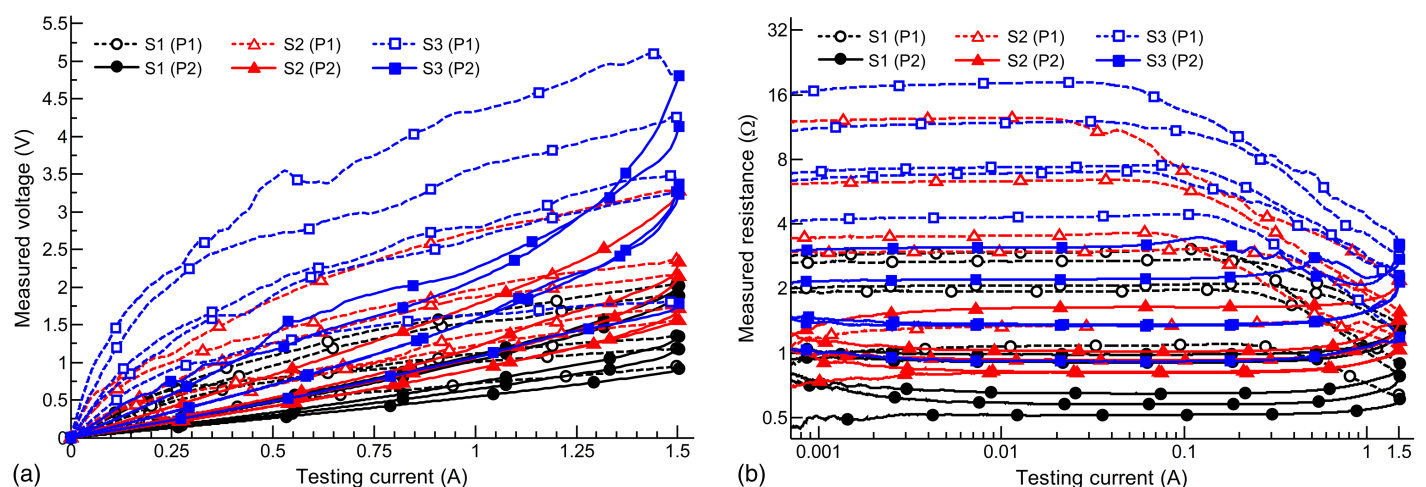 5.5
5
4.5
4
3.5
3
2.5
2
1.5
1
0.5
0
Measured voltage (V)
S1 (P1) S2 (P1) S3 (P1)
S1 (P2) S2 (P2) S3 (P2)
0 0.25 0.5 0.75 1 1.25 1.5
Testing current (A)
(a)
32
16
8
4
2
1
0.5
Measured resistance (Ω)
S1 (P1) S2 (P1) S3 (P1)
S1 (P2) S2 (P2) S3 (P2)
0.001 0.01 0.1 1 1.5
Testing current (A)
(b)